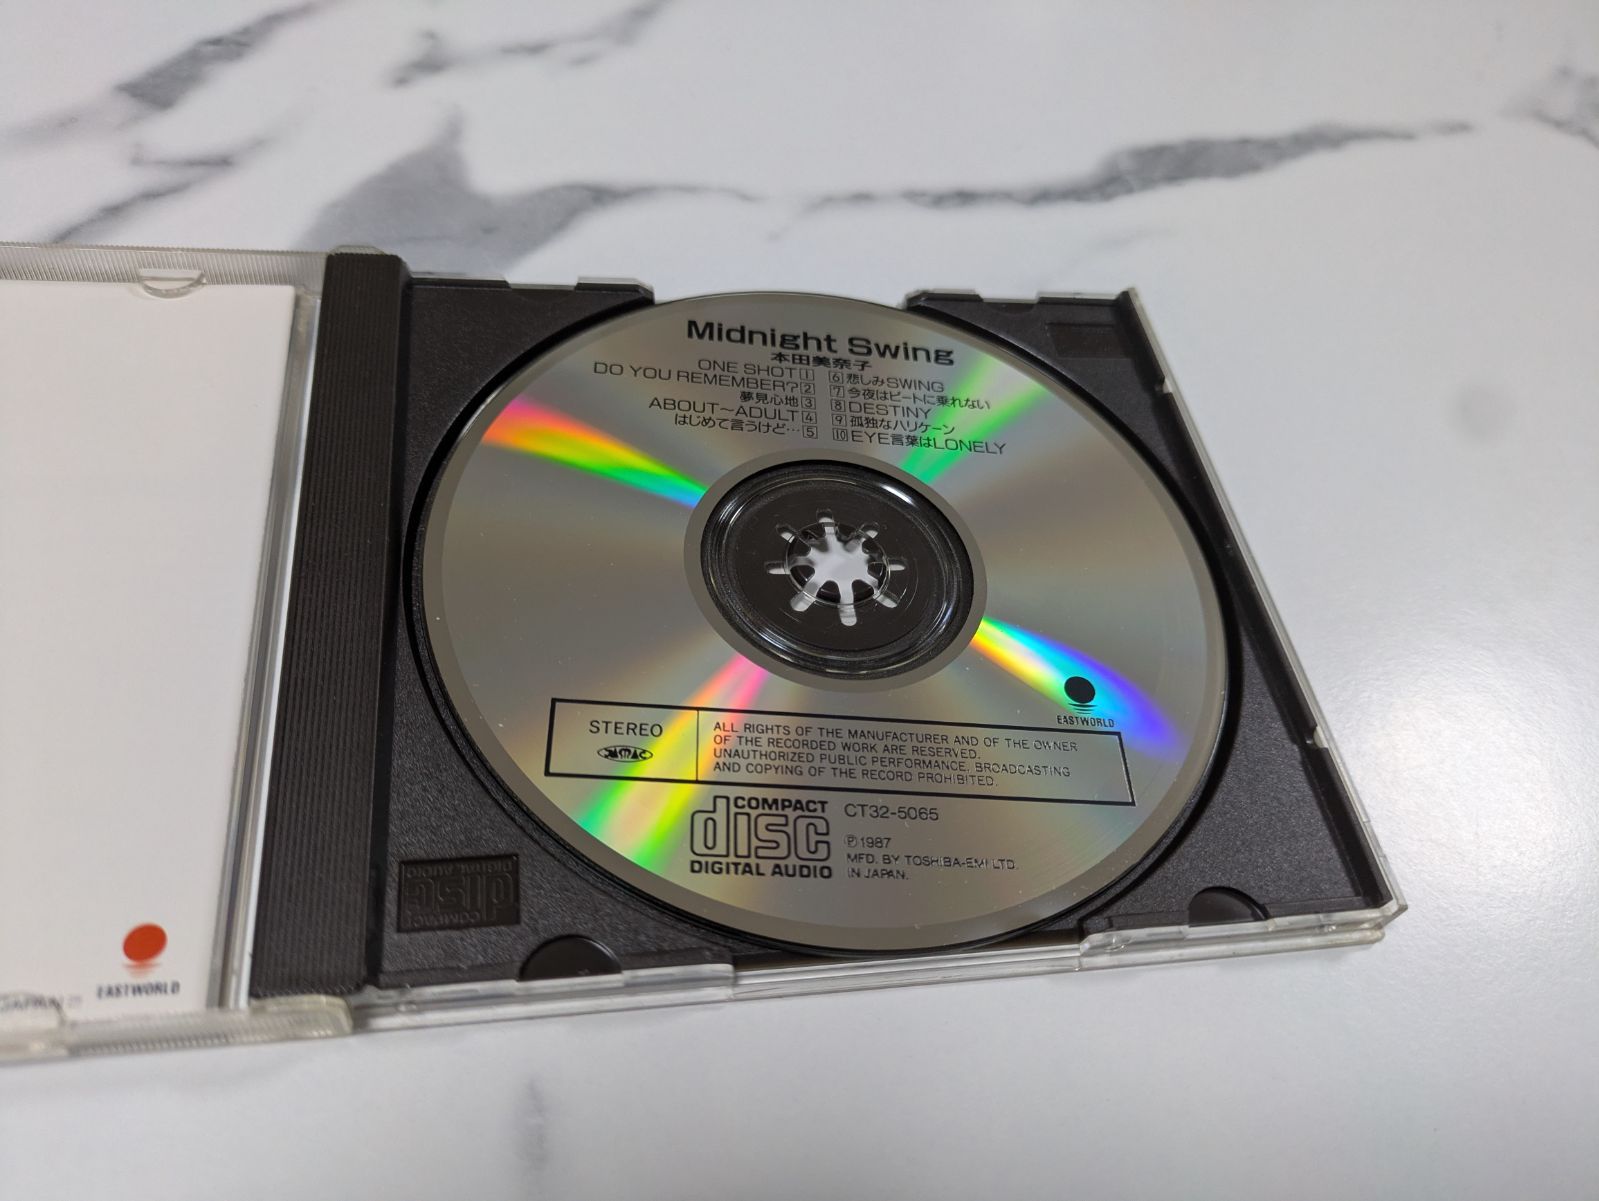 Midnight Swing
本田美奈子
ONE SHOT 1
DO YOU REMEMBER? 2
夢見心地 3
ABOUT~ADULT 4
はじめて言うけど… 5
6 悲しみSWING
7 今夜はビートに乗れない
8 DESTINY
9 孤独なハリケーン
10 EYE言葉はLONELY
EASTWORLD
STEREO
ALL RIGHTS OF THE MANUFACTURER AND OF THE OWNER
OF THE RECORDED WORK ARE RESERVED.
UNAUTHORIZED PUBLIC PERFORMANCE, BROADCASTING
AND COPYING OF THE RECORD PROHIBITED.
COMPACT
disc
DIGITAL AUDIO
CT32-5065
Ⓟ1987
MFD. BY TOSHIBA-EMI LTD.
IN JAPAN.
COMPACT
disc
DIGITAL AUDIO
EASTWORLD